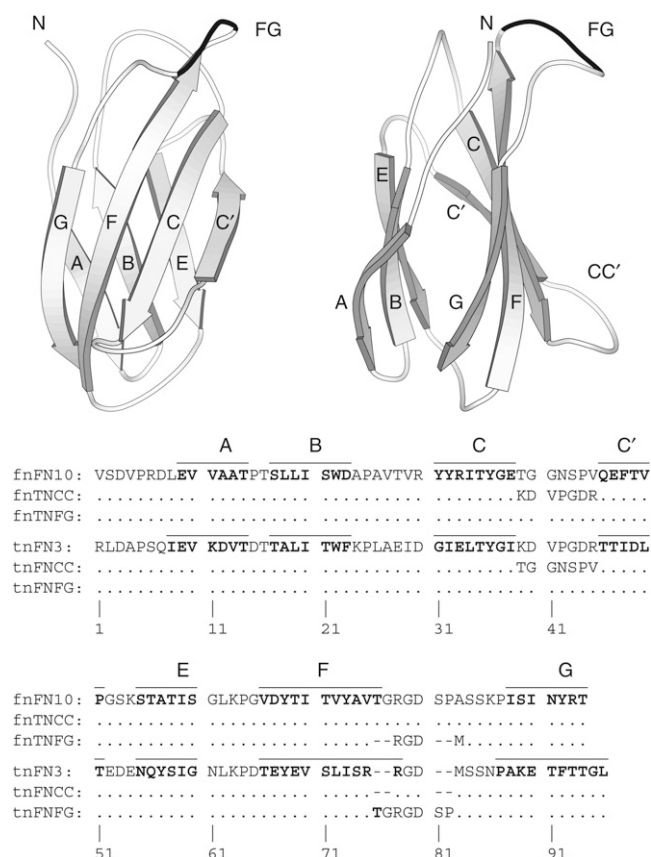 N
FG
G
F
C
C′
A
B
E
N
FG
C
E
C′
CC′
A
B
G
F
A B C C′
fnFN10: VSDVPRDLEV VAATPTSLLI SWDAPAVTVR YYRITYGETG GNSPVQEFTV
fnTNCC: .......... .......... .......... ........KD VPGDR.....
fnTNFG: .......... .......... .......... .......... ..........
tnFN3: RLDAPSQIEV KDVTDTTALI TWFKPLAEID GIELTYGIKD VPGDRTTIDL
tnFNCC: .......... .......... .......... ........TG GNSPV.....
tnFNFG: .......... .......... .......... .......... ..........
1 11 21 31 41
E F G
fnFN10: PGSKSTATIS GLKPGVDYTI TVYAVTGRGD SPASSKPISI NYRT
fnTNCC: .......... .......... .......... .......... ....
fnTNFG: .......... .......... .....--RGD --M....... ....
tnFN3: TEDENQYSIG NLKPDTEYEV SLISR--RGD --MSSNPAKE TFTTGL
tnFNCC: .......... .......... .....--... --........ ......
tnFNFG: .......... .......... .....TGRGD SP........ ......
51 61 71 81 91